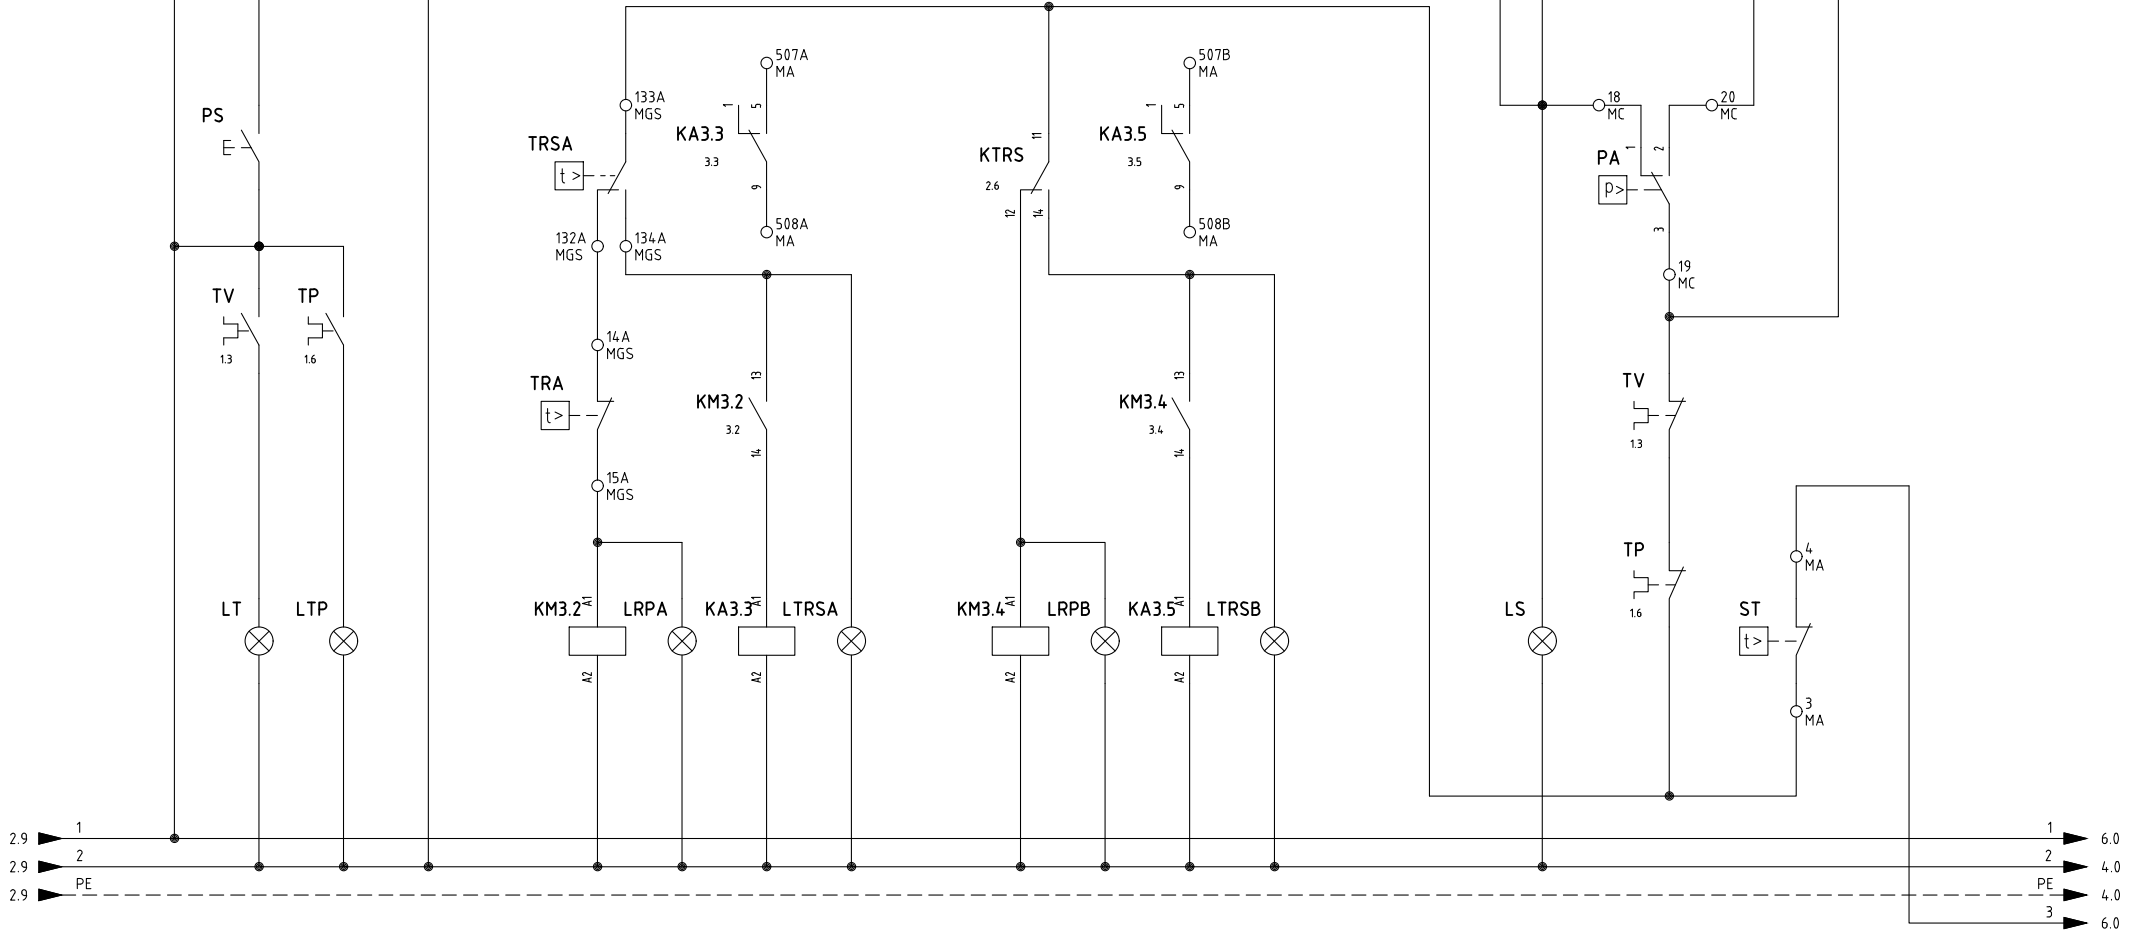 507A
MA
507B
MA
133A
MGS
18
MC
20
MC
PS
1
5
1
5
KA3.3
3.3
KA3.5
3.5
11
TRSA
t >
KTRS
2.6
1
2
PA
p>
9
9
12
14
3
508A
MA
508B
MA
132A
MGS
134A
MGS
19
MC
TV
1.3
TP
1.6
14A
MGS
TRA
t>
13
KM3.2
3.2
14
13
KM3.4
3.4
14
TV
1.3
15A
MGS
TP
1.6
4
MA
LT
LTP
KM3.2
A1
LRPA
KA3.3
A1
LTRSA
KM3.4
A1
LRPB
KA3.5
A1
LTRSB
LS
ST
t>
A2
A2
A2
A2
3
MA
2.9
1
1
6.0
2.9
2
2
4.0
2.9
PE
PE
4.0
3
6.0